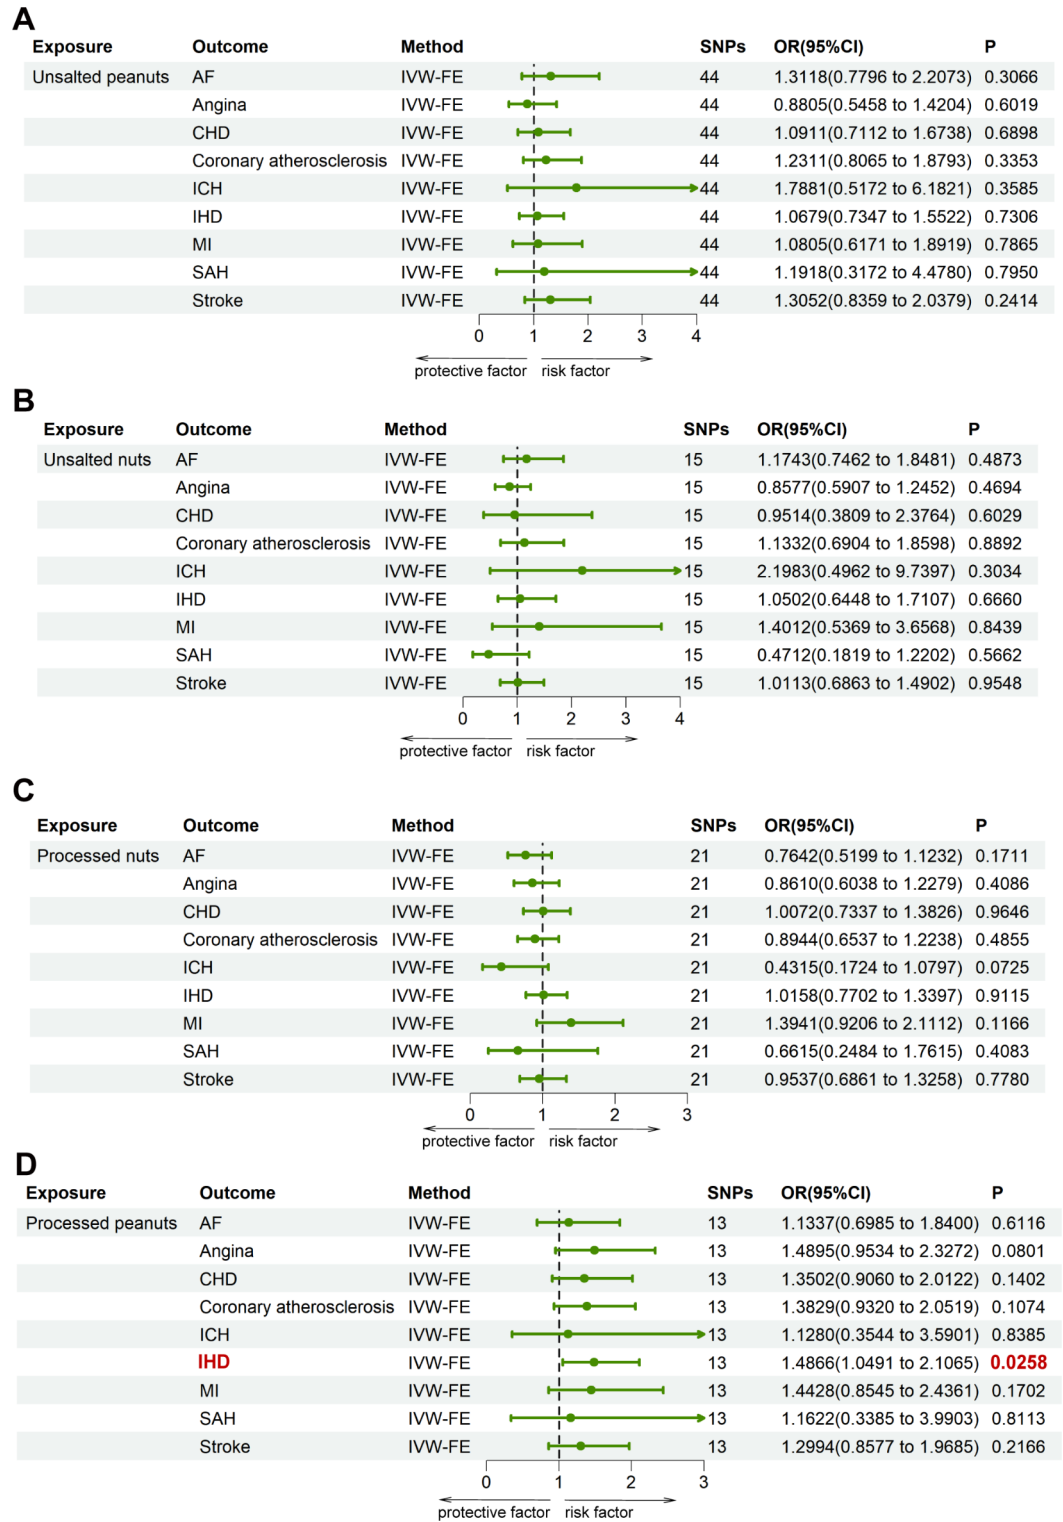 A
Exposure Outcome Method SNPs OR(95%CI) P
Unsalted peanuts AF IVW-FE 44 1.3118(0.7796 to 2.2073) 0.3066
Angina IVW-FE 44 0.8805(0.5458 to 1.4204) 0.6019
CHD IVW-FE 44 1.0911(0.7112 to 1.6738) 0.6898
Coronary atherosclerosis IVW-FE 44 1.2311(0.8065 to 1.8793) 0.3353
ICH IVW-FE 44 1.7881(0.5172 to 6.1821) 0.3585
IHD IVW-FE 44 1.0679(0.7347 to 1.5522) 0.7306
MI IVW-FE 44 1.0805(0.6171 to 1.8919) 0.7865
SAH IVW-FE 44 1.1918(0.3172 to 4.4780) 0.7950
Stroke IVW-FE 44 1.3052(0.8359 to 2.0379) 0.2414
0 1 2 3 4
protective factor risk factor
B
Exposure Outcome Method SNPs OR(95%CI) P
Unsalted nuts AF IVW-FE 15 1.1743(0.7462 to 1.8481) 0.4873
Angina IVW-FE 15 0.8577(0.5907 to 1.2452) 0.4694
CHD IVW-FE 15 0.9514(0.3809 to 2.3764) 0.6029
Coronary atherosclerosis IVW-FE 15 1.1332(0.6904 to 1.8598) 0.8892
ICH IVW-FE 15 2.1983(0.4962 to 9.7397) 0.3034
IHD IVW-FE 15 1.0502(0.6448 to 1.7107) 0.6660
MI IVW-FE 15 1.4012(0.5369 to 3.6568) 0.8439
SAH IVW-FE 15 0.4712(0.1819 to 1.2202) 0.5662
Stroke IVW-FE 15 1.0113(0.6863 to 1.4902) 0.9548
0 1 2 3 4
protective factor risk factor
C
Exposure Outcome Method SNPs OR(95%CI) P
Processed nuts AF IVW-FE 21 0.7642(0.5199 to 1.1232) 0.1711
Angina IVW-FE 21 0.8610(0.6038 to 1.2279) 0.4086
CHD IVW-FE 21 1.0072(0.7337 to 1.3826) 0.9646
Coronary atherosclerosis IVW-FE 21 0.8944(0.6537 to 1.2238) 0.4855
ICH IVW-FE 21 0.4315(0.1724 to 1.0797) 0.0725
IHD IVW-FE 21 1.0158(0.7702 to 1.3397) 0.9115
MI IVW-FE 21 1.3941(0.9206 to 2.1112) 0.1166
SAH IVW-FE 21 0.6615(0.2484 to 1.7615) 0.4083
Stroke IVW-FE 21 0.9537(0.6861 to 1.3258) 0.7780
0 1 2 3
protective factor risk factor
D
Exposure Outcome Method SNPs OR(95%CI) P
Processed peanuts AF IVW-FE 13 1.1337(0.6985 to 1.8400) 0.6116
Angina IVW-FE 13 1.4895(0.9534 to 2.3272) 0.0801
CHD IVW-FE 13 1.3502(0.9060 to 2.0122) 0.1402
Coronary atherosclerosis IVW-FE 13 1.3829(0.9320 to 2.0519) 0.1074
ICH IVW-FE 13 1.1280(0.3544 to 3.5901) 0.8385
IHD IVW-FE 13 1.4866(1.0491 to 2.1065) 0.0258
MI IVW-FE 13 1.4428(0.8545 to 2.4361) 0.1702
SAH IVW-FE 13 1.1622(0.3385 to 3.9903) 0.8113
Stroke IVW-FE 13 1.2994(0.8577 to 1.9685) 0.2166
0 1 2 3
protective factor risk factor